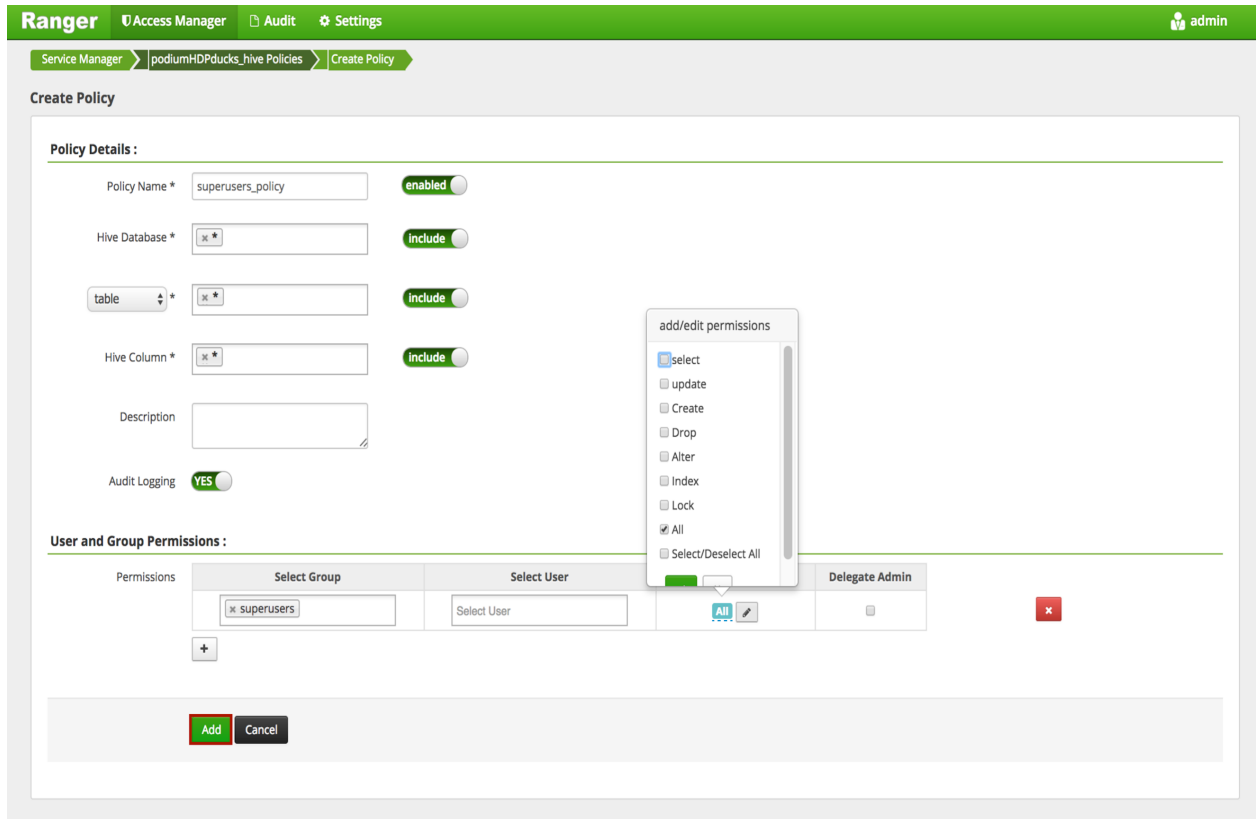 Ranger Access Manager Audit Settings admin
Service Manager podiumHDPducks_hive Policies Create Policy
Create Policy
Policy Details :
Policy Name * superusers_policy enabled
Hive Database * × * include
table * × * include
Hive Column * × * include
Description
Audit Logging YES
add/edit permissions
select
update
Create
Drop
Alter
Index
Lock
All
Select/Deselect All
User and Group Permissions :
Permissions Select Group Select User Delegate Admin
× superusers Select User All ×
+
Add Cancel